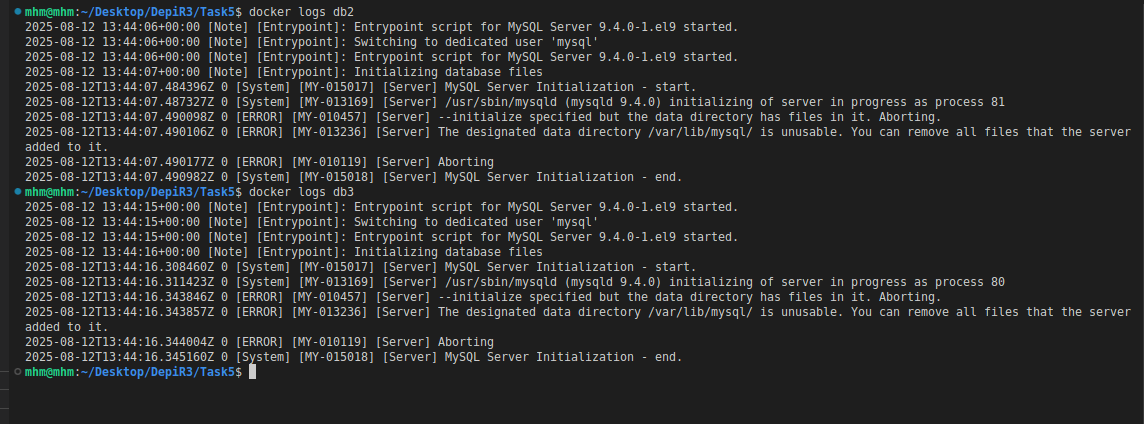 mhm@mhm:~/Desktop/DepiR3/Task5$ docker logs db2
2025-08-12 13:44:06+00:00 [Note] [Entrypoint]: Entrypoint script for MySQL Server 9.4.0-1.el9 started.
2025-08-12 13:44:06+00:00 [Note] [Entrypoint]: Switching to dedicated user 'mysql'
2025-08-12 13:44:06+00:00 [Note] [Entrypoint]: Entrypoint script for MySQL Server 9.4.0-1.el9 started.
2025-08-12 13:44:07+00:00 [Note] [Entrypoint]: Initializing database files
2025-08-12T13:44:07.484396Z 0 [System] [MY-015017] [Server] MySQL Server Initialization - start.
2025-08-12T13:44:07.487327Z 0 [System] [MY-013169] [Server] /usr/sbin/mysqld (mysqld 9.4.0) initializing of server in progress as process 81
2025-08-12T13:44:07.490098Z 0 [ERROR] [MY-010457] [Server] --initialize specified but the data directory has files in it. Aborting.
2025-08-12T13:44:07.490106Z 0 [ERROR] [MY-013236] [Server] The designated data directory /var/lib/mysql/ is unusable. You can remove all files that the server
added to it.
2025-08-12T13:44:07.490177Z 0 [ERROR] [MY-010119] [Server] Aborting
2025-08-12T13:44:07.490982Z 0 [System] [MY-015018] [Server] MySQL Server Initialization - end.
mhm@mhm:~/Desktop/DepiR3/Task5$ docker logs db3
2025-08-12 13:44:15+00:00 [Note] [Entrypoint]: Entrypoint script for MySQL Server 9.4.0-1.el9 started.
2025-08-12 13:44:15+00:00 [Note] [Entrypoint]: Switching to dedicated user 'mysql'
2025-08-12 13:44:15+00:00 [Note] [Entrypoint]: Entrypoint script for MySQL Server 9.4.0-1.el9 started.
2025-08-12 13:44:16+00:00 [Note] [Entrypoint]: Initializing database files
2025-08-12T13:44:16.308460Z 0 [System] [MY-015017] [Server] MySQL Server Initialization - start.
2025-08-12T13:44:16.311423Z 0 [System] [MY-013169] [Server] /usr/sbin/mysqld (mysqld 9.4.0) initializing of server in progress as process 80
2025-08-12T13:44:16.343846Z 0 [ERROR] [MY-010457] [Server] --initialize specified but the data directory has files in it. Aborting.
2025-08-12T13:44:16.343857Z 0 [ERROR] [MY-013236] [Server] The designated data directory /var/lib/mysql/ is unusable. You can remove all files that the server
added to it.
2025-08-12T13:44:16.344004Z 0 [ERROR] [MY-010119] [Server] Aborting
2025-08-12T13:44:16.345160Z 0 [System] [MY-015018] [Server] MySQL Server Initialization - end.
mhm@mhm:~/Desktop/DepiR3/Task5$